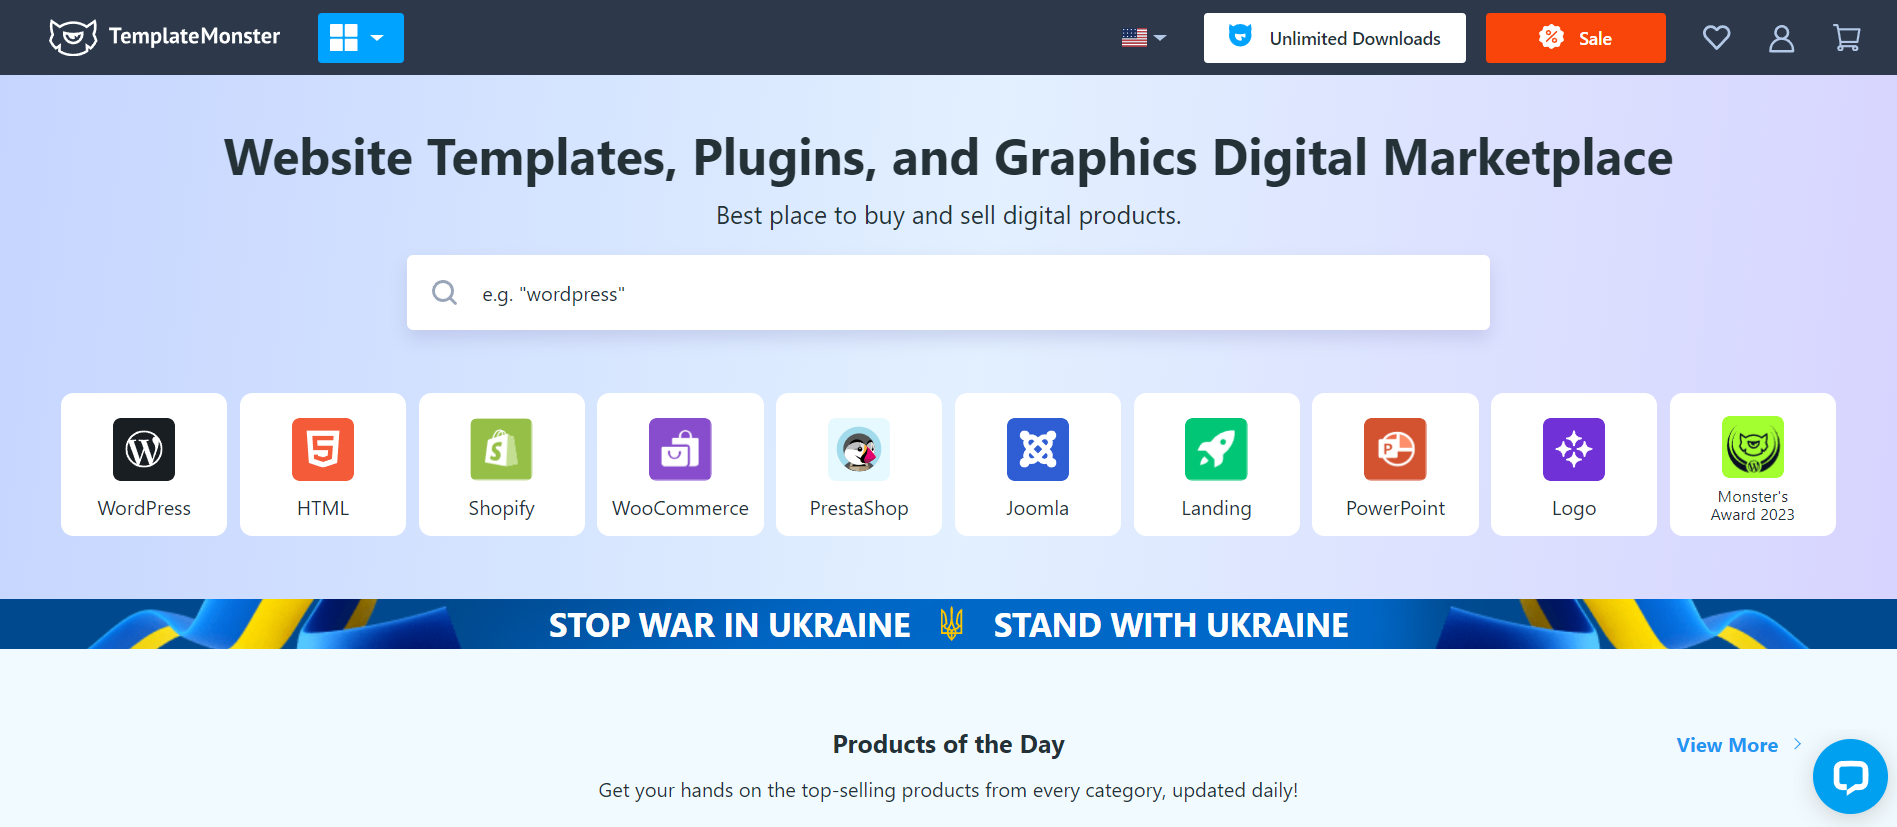 TemplateMonster
Unlimited Downloads
Sale
Website Templates, Plugins, and Graphics Digital Marketplace
Best place to buy and sell digital products.
e.g. "wordpress"
WordPress
HTML
Shopify
WooCommerce
PrestaShop
Joomla
Landing
PowerPoint
Logo
Monster's
Award 2023
STOP WAR IN UKRAINE STAND WITH UKRAINE
Products of the Day
View More
Get your hands on the top-selling products from every category, updated daily!